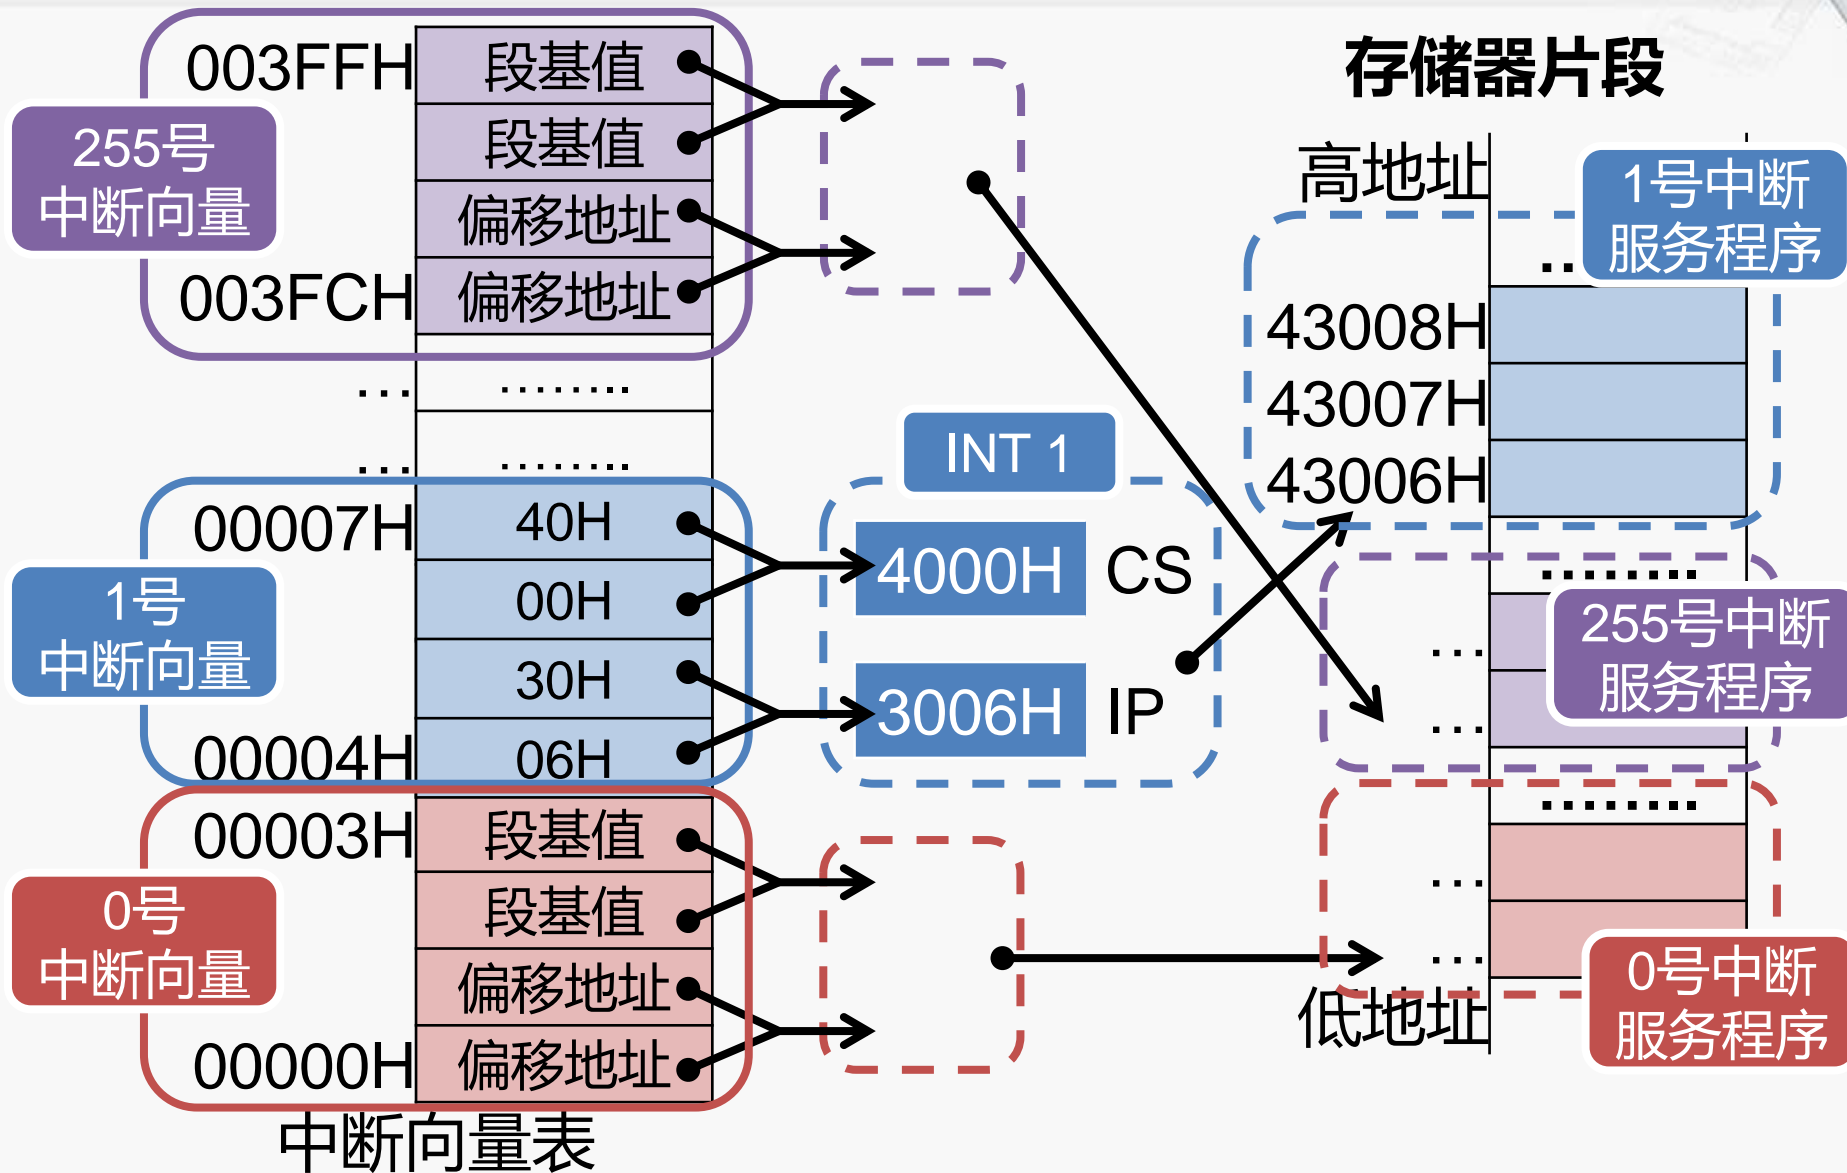 003FFH
段基值
段基值
偏移地址
003FCH
偏移地址
255号
中断向量
...
........
...
........
00007H
40H
00H
30H
00004H
06H
1号
中断向量
00003H
段基值
段基值
偏移地址
00000H
偏移地址
0号
中断向量
中断向量表
INT 1
4000H
CS
3006H
IP
存储器片段
高地址
1号中断
服务程序
..
43008H
43007H
43006H
........
255号中断
服务程序
...
...
........
...
...
0号中断
服务程序
低地址